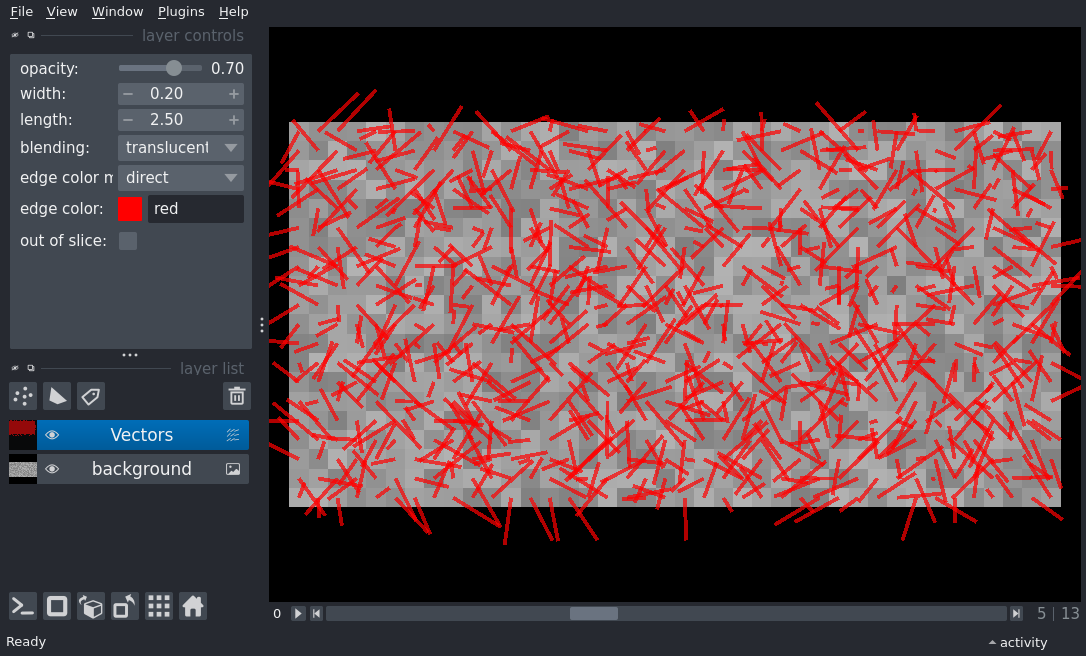 File View Window Plugins Help
layer controls
opacity: 0.70
width: − 0.20 +
length: − 2.50 +
blending: translucent
edge color m direct
edge color: red
out of slice:
layer list
Vectors
background
0 5 | 13
Ready activity